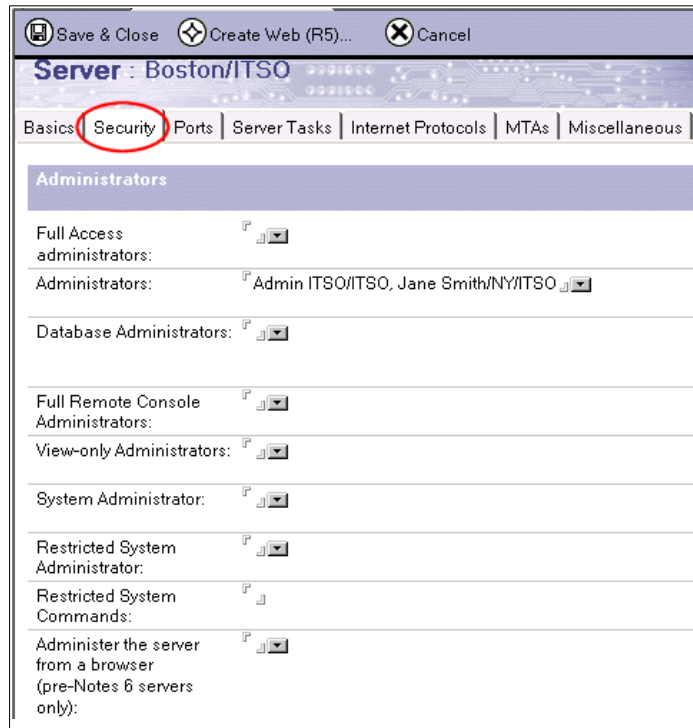 Save & Close Create Web (R5)... Cancel
Server : Boston/ITSO
Basics Security Ports Server Tasks Internet Protocols MTAs Miscellaneous
Administrators
Full Access
administrators:
Administrators: Admin ITSO/ITSO, Jane Smith/NY/ITSO
Database Administrators:
Full Remote Console
Administrators:
View-only Administrators:
System Administrator:
Restricted System
Administrator:
Restricted System
Commands:
Administer the server
from a browser
(pre-Notes 6 servers
only):